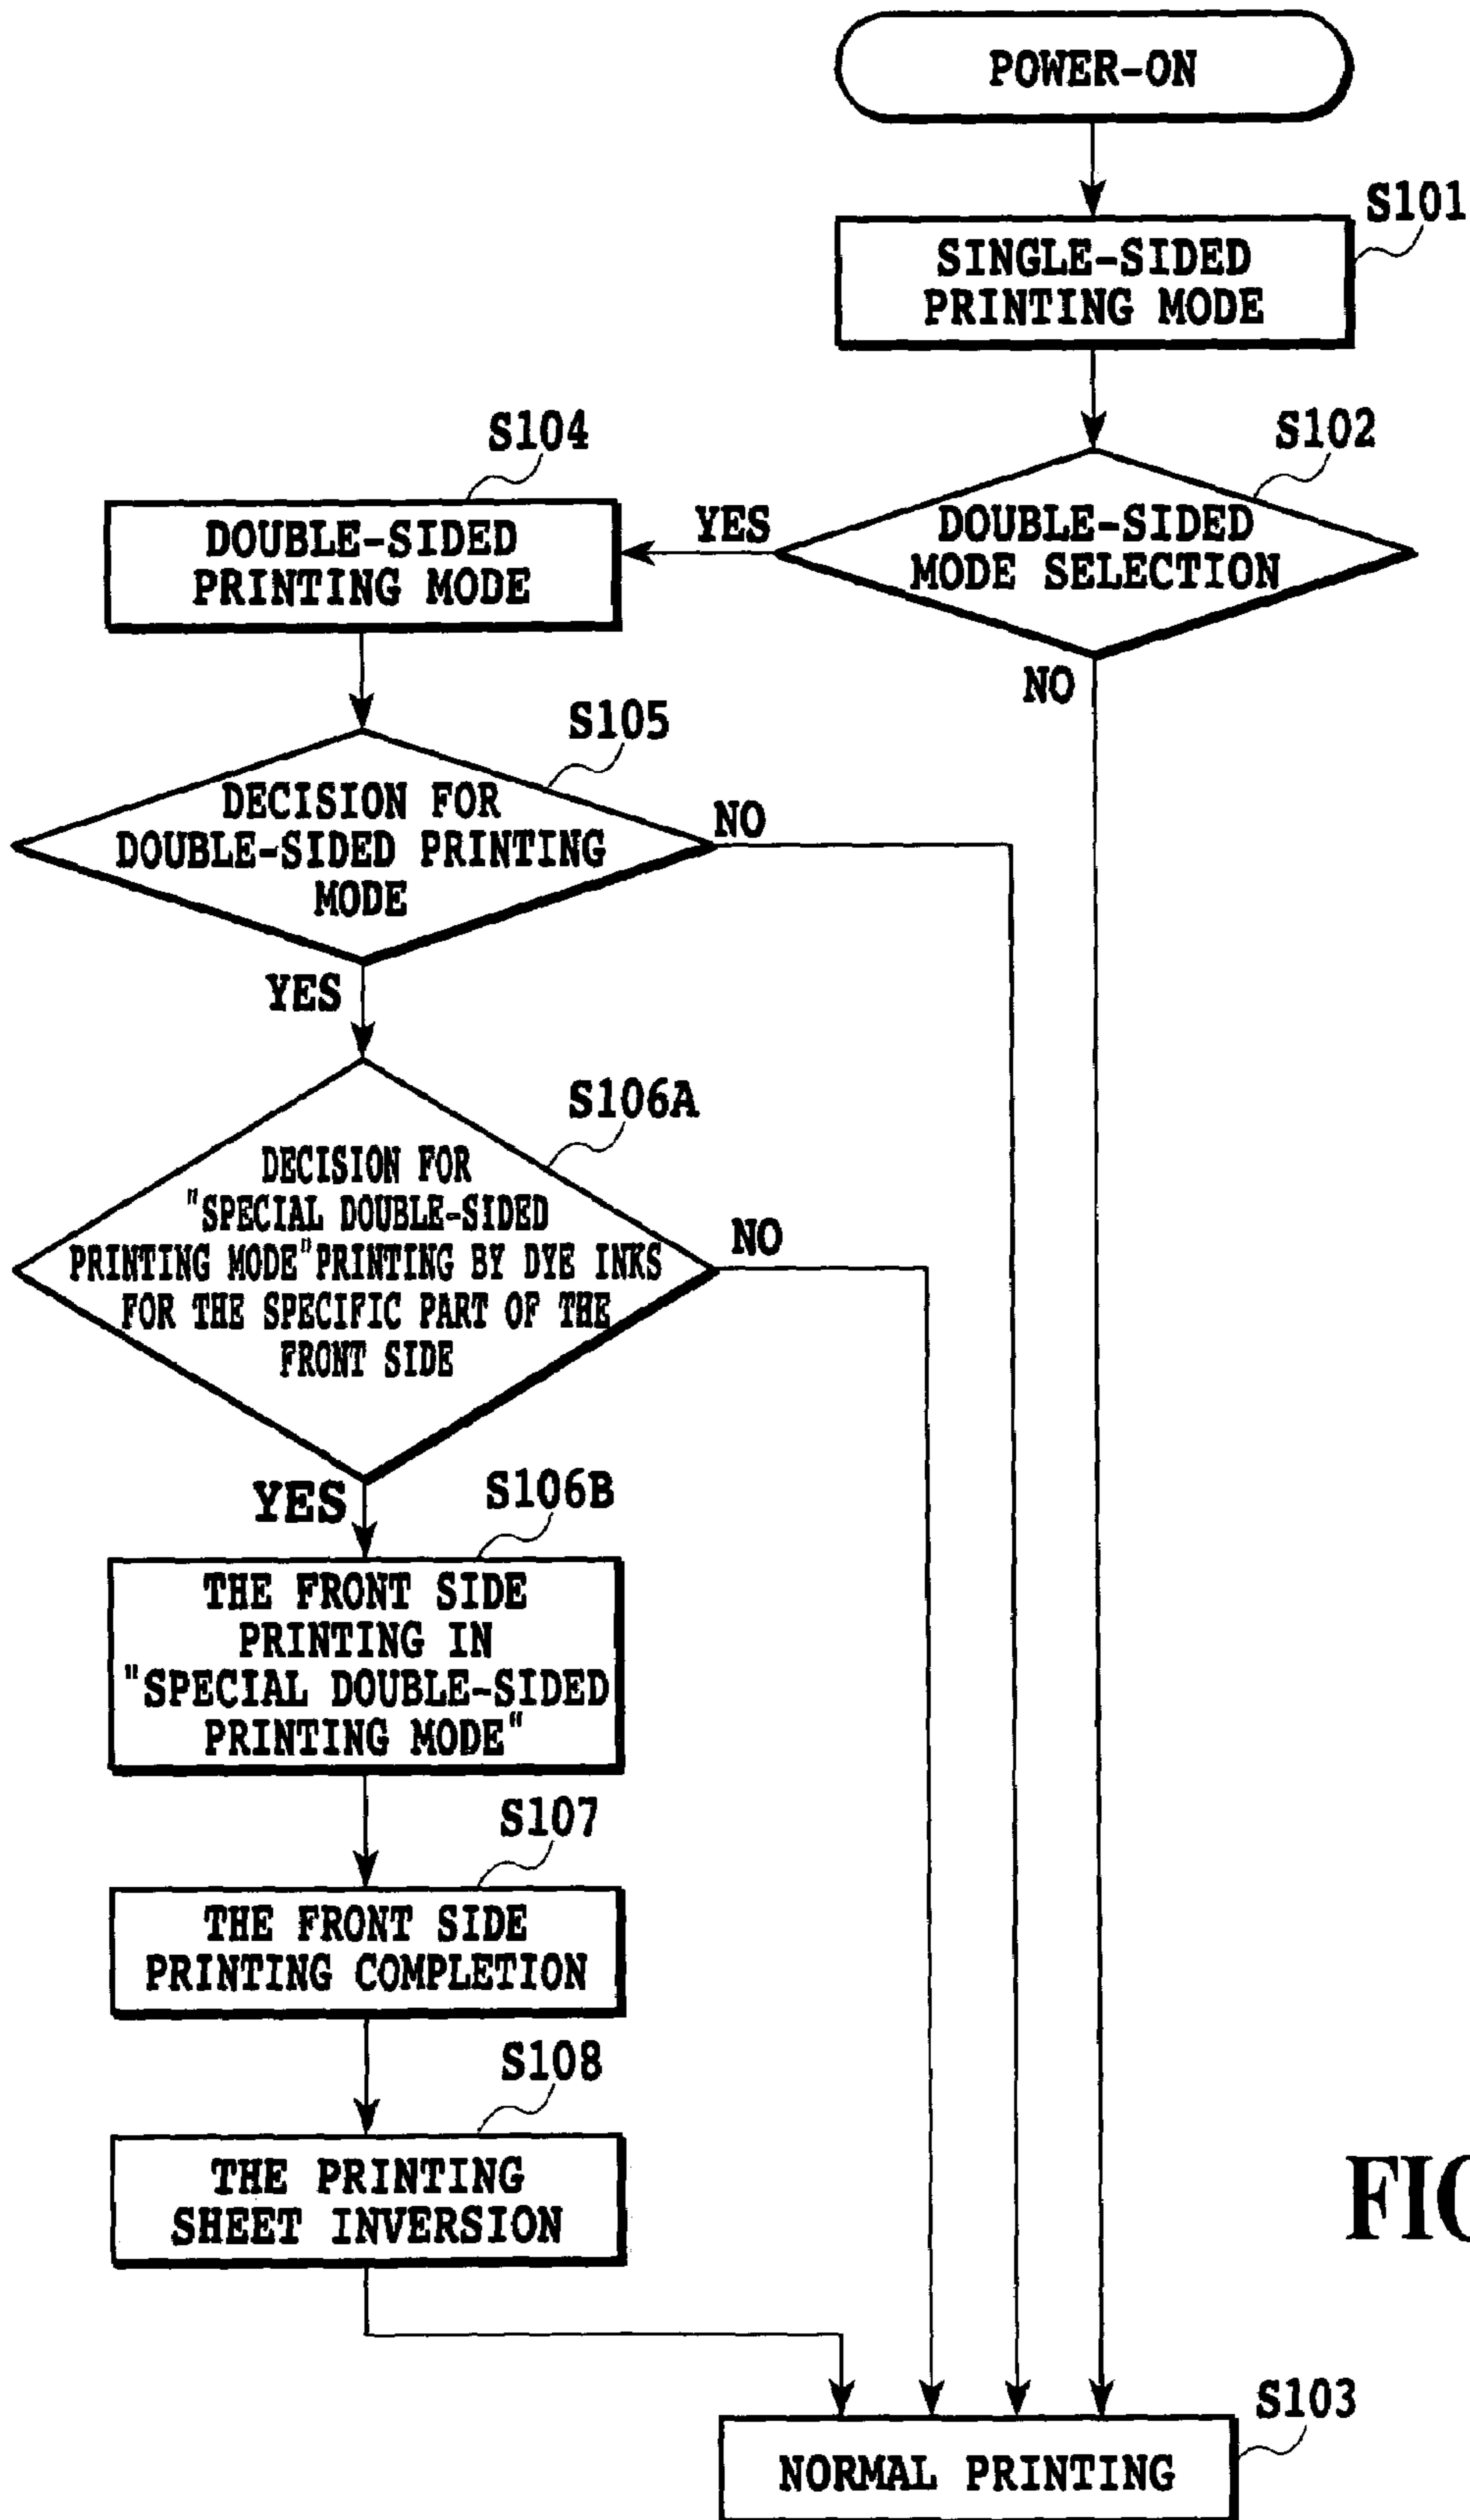 POWER-ON
S101
SINGLE-SIDED
PRINTING MODE
S102
DOUBLE-SIDED
MODE SELECTION
YES
NO
S104
DOUBLE-SIDED
PRINTING MODE
S105
DECISION FOR
DOUBLE-SIDED PRINTING
MODE
NO
YES
S106A
DECISION FOR
"SPECIAL DOUBLE-SIDED
PRINTING MODE"PRINTING BY DYE INKS
FOR THE SPECIFIC PART OF THE
FRONT SIDE
NO
YES
S106B
THE FRONT SIDE
PRINTING IN
"SPECIAL DOUBLE-SIDED
PRINTING MODE"
S107
THE FRONT SIDE
PRINTING COMPLETION
S108
THE PRINTING
SHEET INVERSION
S103
NORMAL PRINTING